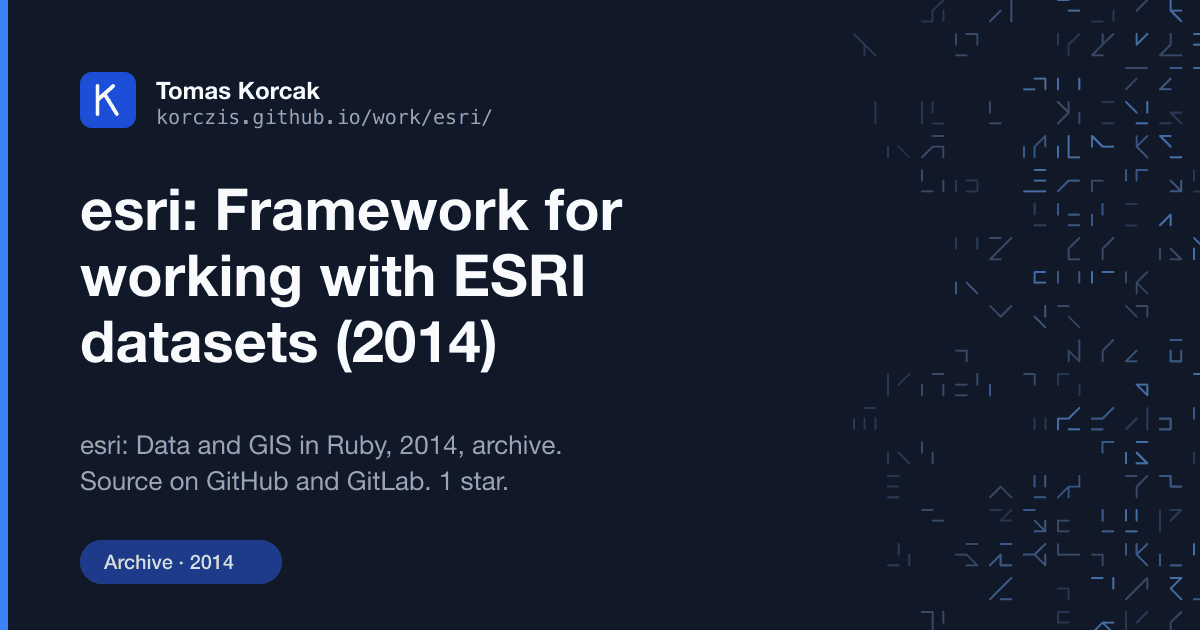 K
Tomas Korcak
korczis.github.io/work/esri/
esri: Framework for
working with ESRI
datasets (2014)
esri: Data and GIS in Ruby, 2014, archive.
Source on GitHub and GitLab. 1 star.
Archive · 2014